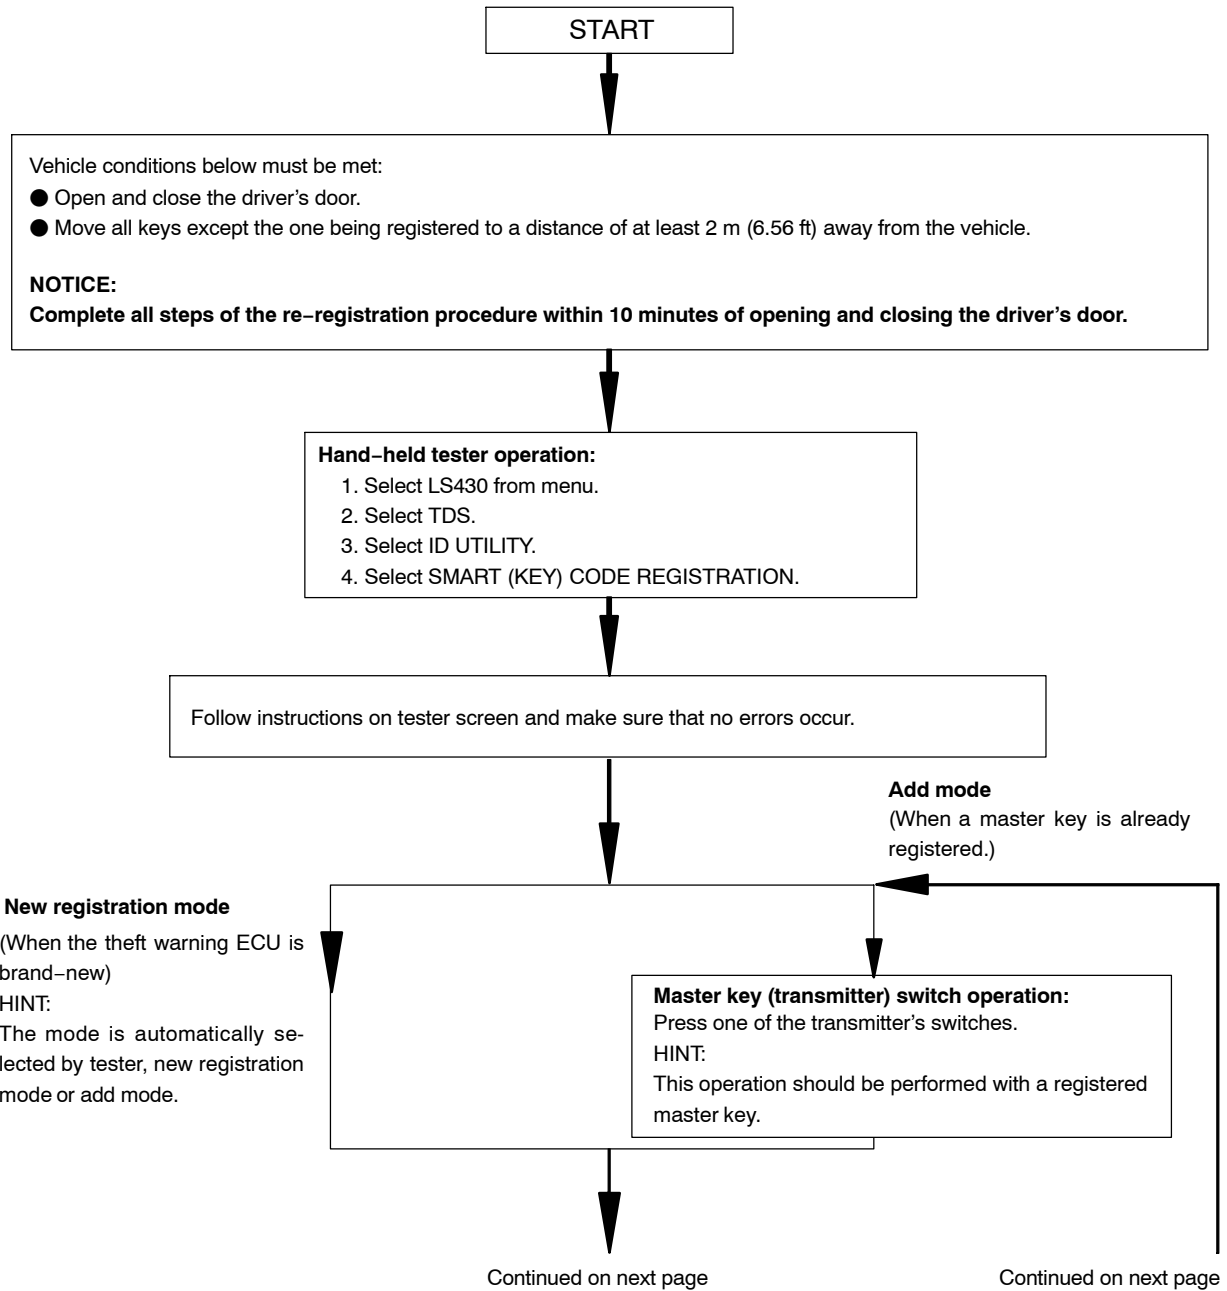 START
Vehicle conditions below must be met:
● Open and close the driver's door.
● Move all keys except the one being registered to a distance of at least 2 m (6.56 ft) away from the vehicle.
NOTICE:
Complete all steps of the re−registration procedure within 10 minutes of opening and closing the driver's door.
Hand−held tester operation:
1. Select LS430 from menu.
2. Select TDS.
3. Select ID UTILITY.
4. Select SMART (KEY) CODE REGISTRATION.
Follow instructions on tester screen and make sure that no errors occur.
Add mode
(When a master key is already
registered.)
New registration mode
(When the theft warning ECU is
brand−new)
HINT:
The mode is automatically se-
lected by tester, new registration
mode or add mode.
Master key (transmitter) switch operation:
Press one of the transmitter's switches.
HINT:
This operation should be performed with a registered
master key.
Continued on next page
Continued on next page